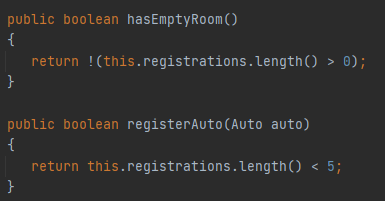 public boolean hasEmptyRoom()
{
return !(this.registrations.length() > 0);
}
public boolean registerAuto(Auto auto)
{
return this.registrations.length() < 5;
}